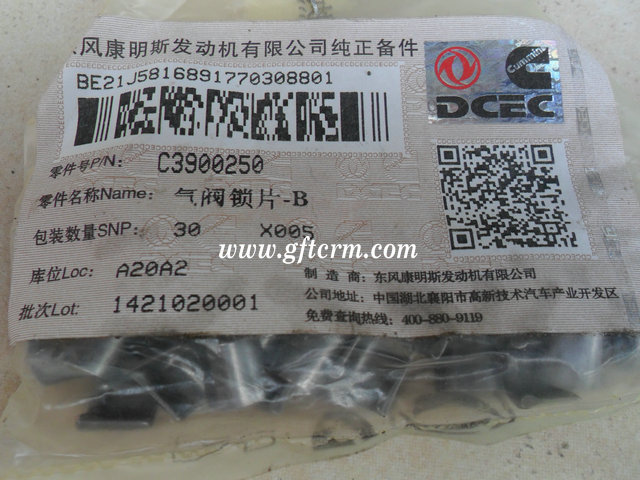 东风康明斯发动机有限公司纯正备件
Cummins
DCEC
BE21J5816891770308801
零件号P/N: C3900250
零件名称Name: 气阀锁片-B
包装数量SNP: 30 X005
www.gftcrm.com
库位Loc: A20A2
批次Lot: 1421020001
制造商: 东风康明斯发动机有限公司
公司地址: 中国湖北襄阳市高新技术汽车产业开发区
免费查询热线: 400-880-9119